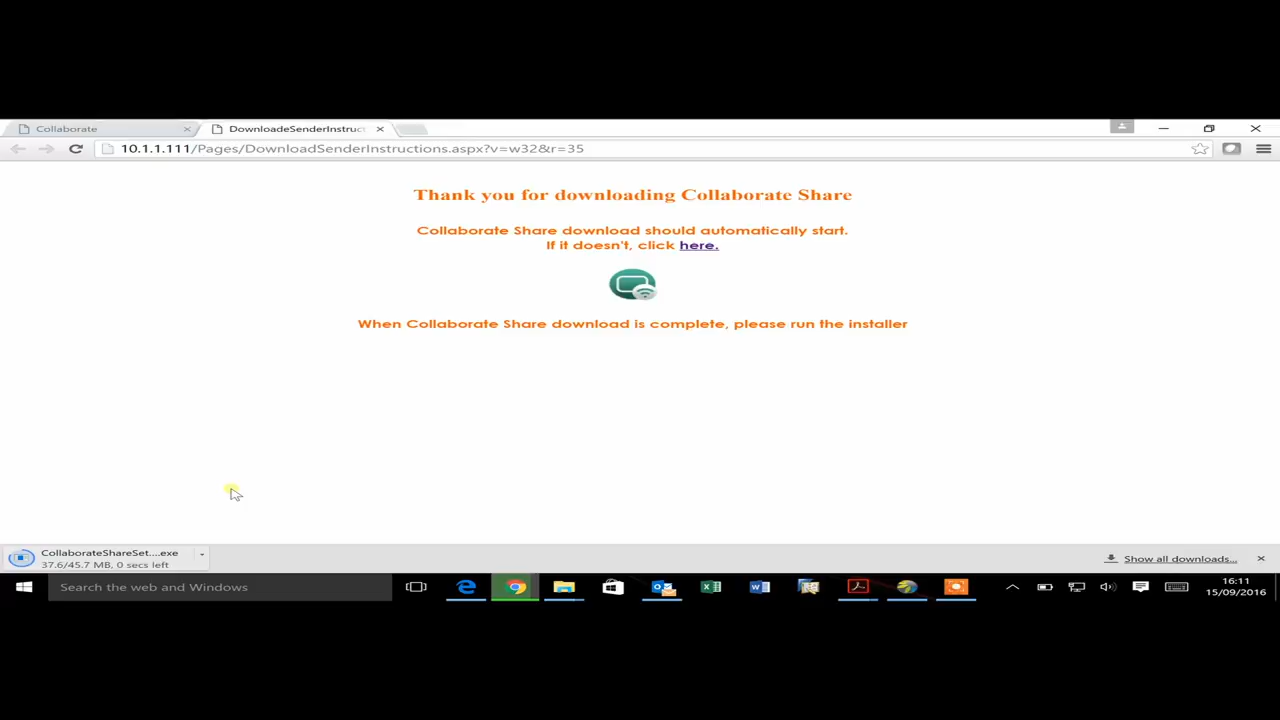 Collaborate
DownloadeSenderInstruct
10.1.1.111/Pages/DownloadSenderInstructions.aspx?v=w32&r=35
Thank you for downloading Collaborate Share
Collaborate Share download should automatically start.
If it doesn't, click here.
When Collaborate Share download is complete, please run the installer
CollaborateShareSet....exe
37.6/45.7 MB, 0 secs left
Show all downloads...
Search the web and Windows
16:11
15/09/2016